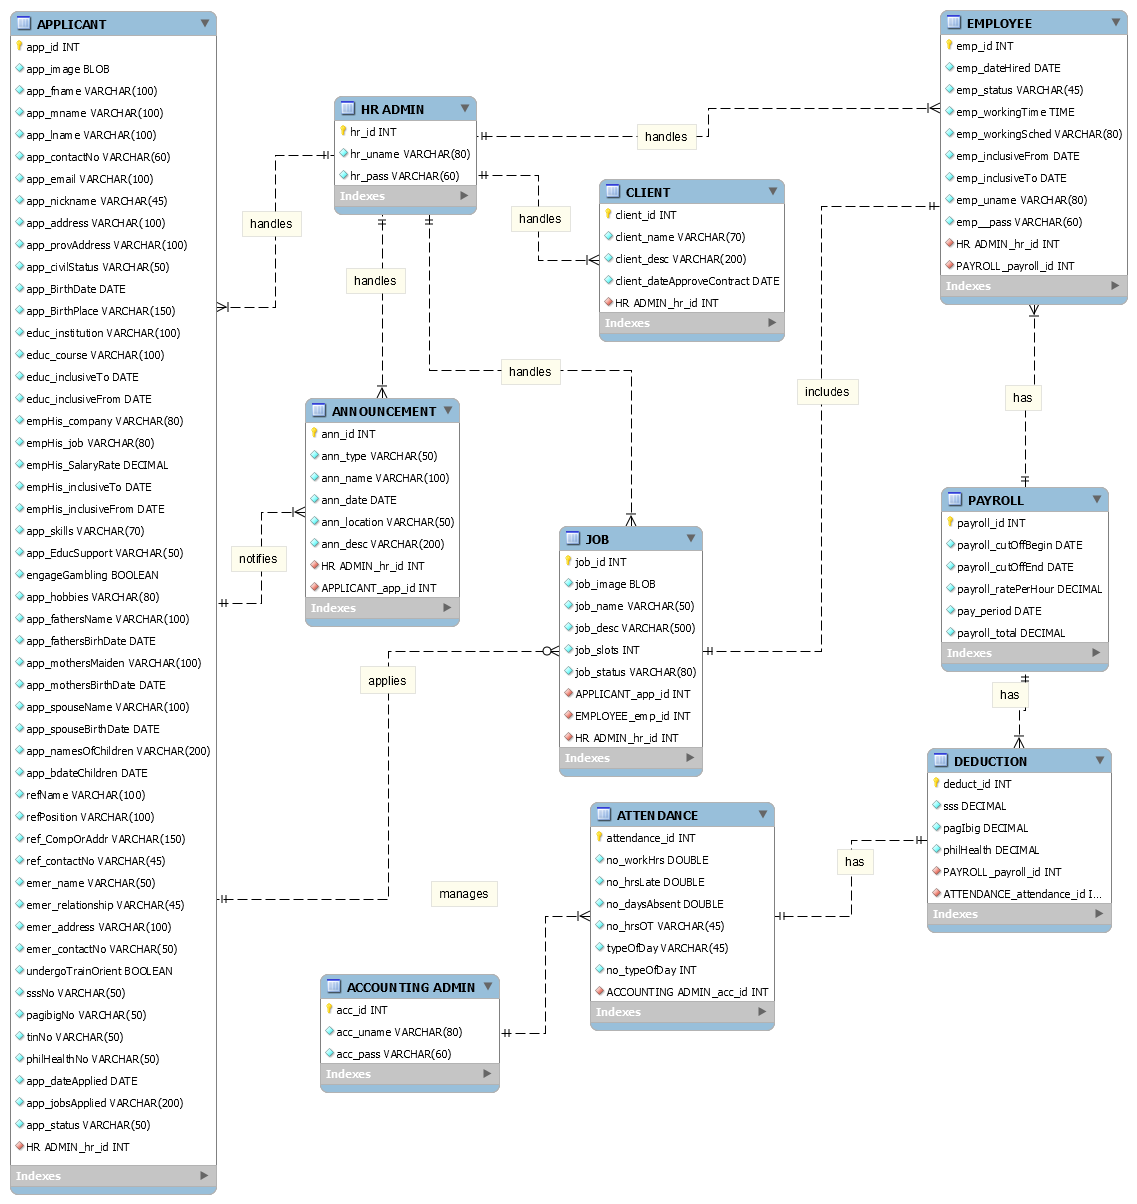 APPLICANT
app_id INT
app_image BLOB
app_fname VARCHAR(100)
app_mname VARCHAR(100)
app_lname VARCHAR(100)
app_contactNo VARCHAR(60)
app_email VARCHAR(100)
app_nickname VARCHAR(45)
app_address VARCHAR(100)
app_provAddress VARCHAR(100)
app_civilStatus VARCHAR(50)
app_BirthDate DATE
app_BirthPlace VARCHAR(150)
educ_institution VARCHAR(100)
educ_course VARCHAR(100)
educ_inclusiveTo DATE
educ_inclusiveFrom DATE
empHis_company VARCHAR(80)
empHis_job VARCHAR(80)
empHis_SalaryRate DECIMAL
empHis_inclusiveTo DATE
empHis_inclusiveFrom DATE
app_skills VARCHAR(70)
app_EducSupport VARCHAR(50)
engageGambling BOOLEAN
app_hobbies VARCHAR(80)
app_fathersName VARCHAR(100)
app_fathersBirhDate DATE
app_mothersMaiden VARCHAR(100)
app_mothersBirthDate DATE
app_spouseName VARCHAR(100)
app_spouseBirthDate DATE
app_namesOfChildren VARCHAR(200)
app_bdateChildren DATE
refName VARCHAR(100)
refPosition VARCHAR(100)
ref_CompOrAddr VARCHAR(150)
ref_contactNo VARCHAR(45)
emer_name VARCHAR(50)
emer_relationship VARCHAR(45)
emer_address VARCHAR(100)
emer_contactNo VARCHAR(50)
undergoTrainOrient BOOLEAN
sssNo VARCHAR(50)
pagibigNo VARCHAR(50)
tinNo VARCHAR(50)
philHealthNo VARCHAR(50)
app_dateApplied DATE
app_jobsApplied VARCHAR(200)
app_status VARCHAR(50)
HR ADMIN_hr_id INT
Indexes
HR ADMIN
hr_id INT
hr_uname VARCHAR(80)
hr_pass VARCHAR(60)
Indexes
handles
handles
handles
handles
handles
CLIENT
client_id INT
client_name VARCHAR(70)
client_desc VARCHAR(200)
client_dateApproveContract DATE
HR ADMIN_hr_id INT
Indexes
EMPLOYEE
emp_id INT
emp_dateHired DATE
emp_status VARCHAR(45)
emp_workingTime TIME
emp_workingSched VARCHAR(80)
emp_inclusiveFrom DATE
emp_inclusiveTo DATE
emp_uname VARCHAR(80)
emp__pass VARCHAR(60)
HR ADMIN_hr_id INT
PAYROLL_payroll_id INT
Indexes
includes
has
ANNOUNCEMENT
ann_id INT
ann_type VARCHAR(50)
ann_name VARCHAR(100)
ann_date DATE
ann_location VARCHAR(50)
ann_desc VARCHAR(200)
HR ADMIN_hr_id INT
APPLICANT_app_id INT
Indexes
notifies
JOB
job_id INT
job_image BLOB
job_name VARCHAR(50)
job_desc VARCHAR(500)
job_slots INT
job_status VARCHAR(80)
APPLICANT_app_id INT
EMPLOYEE_emp_id INT
HR ADMIN_hr_id INT
Indexes
applies
PAYROLL
payroll_id INT
payroll_cutOffBegin DATE
payroll_cutOffEnd DATE
payroll_ratePerHour DECIMAL
pay_period DATE
payroll_total DECIMAL
Indexes
has
DEDUCTION
deduct_id INT
sss DECIMAL
pagIbig DECIMAL
philHealth DECIMAL
PAYROLL_payroll_id INT
ATTENDANCE_attendance_id I...
Indexes
has
ATTENDANCE
attendance_id INT
no_workHrs DOUBLE
no_hrsLate DOUBLE
no_daysAbsent DOUBLE
no_hrsOT VARCHAR(45)
typeOfDay VARCHAR(45)
no_typeOfDay INT
ACCOUNTING ADMIN_acc_id INT
Indexes
manages
ACCOUNTING ADMIN
acc_id INT
acc_uname VARCHAR(80)
acc_pass VARCHAR(60)
Indexes